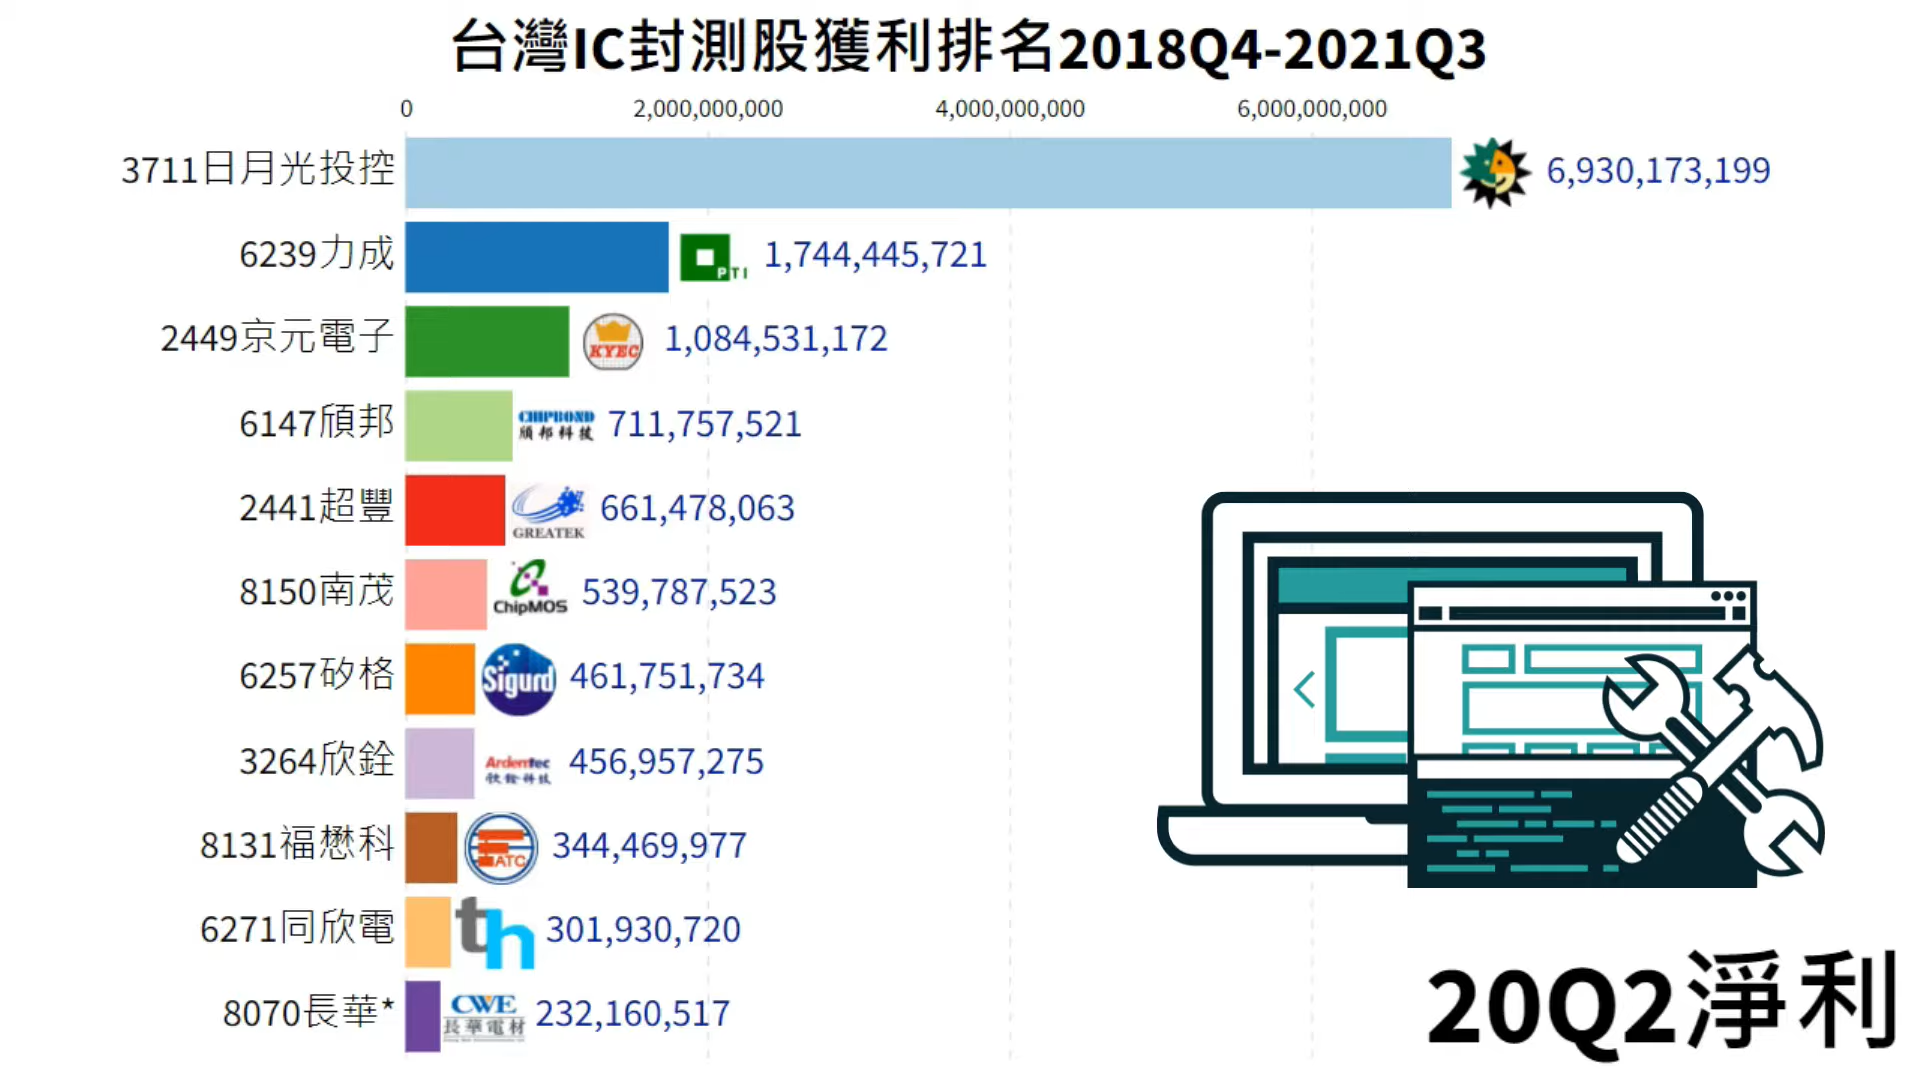 台灣IC封測股獲利排名2018Q4-2021Q3
0 2,000,000,000 4,000,000,000 6,000,000,000
3711日月光投控 6,930,173,199
6239力成 PTI 1,744,445,721
2449京元電子 KYEC 1,084,531,172
6147頎邦 CHIPBOND 頎邦科技 711,757,521
2441超豐 GREATEK 661,478,063
8150南茂 ChipMOS 539,787,523
6257矽格 Sigurd 461,751,734
3264欣銓 Ardentec 欣銓科技 456,957,275
8131福懋科 FATC 344,469,977
6271同欣電 th 301,930,720
8070長華* CWE 長華電材 232,160,517
20Q2淨利